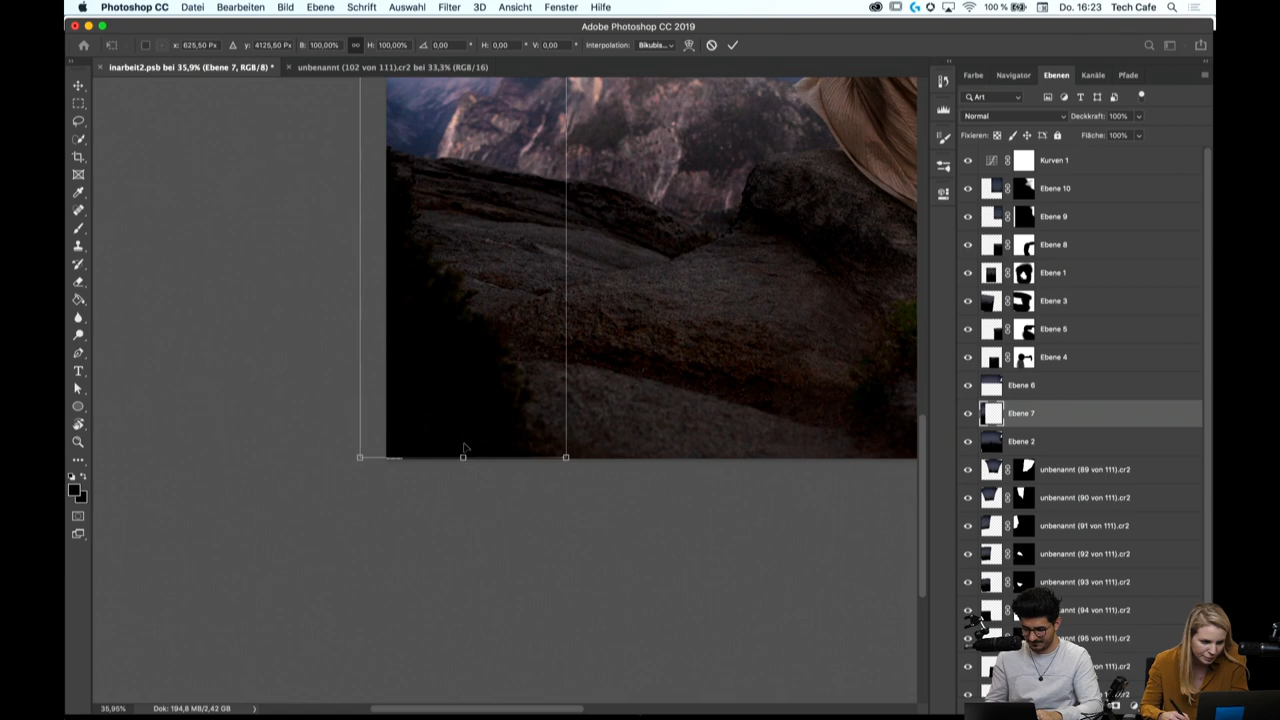 Photoshop CC Datei Bearbeiten Bild Ebene Schrift Auswahl Filter 3D Ansicht Fenster Hilfe 100 % Do. 16:23 Tech Cafe
Adobe Photoshop CC 2019
x: 625,50 Px y: 4125,50 Px B: 100,00% H: 100,00% 0,00 ° H: 0,00 ° V: 0,00 ° Interpolation: Bikubis...
× inarbeit2.psb bei 35,9% (Ebene 7, RGB/8) * × unbenannt (102 von 111).cr2 bei 33,3% (RGB/16)
Farbe Navigator Ebenen Kanäle Pfade
Art
Normal Deckkraft: 100%
Fixieren: Fläche: 100%
Kurven 1
Ebene 10
Ebene 9
Ebene 8
Ebene 1
Ebene 3
Ebene 5
Ebene 4
Ebene 6
Ebene 7
Ebene 2
unbenannt (89 von 111).cr2
unbenannt (90 von 111).cr2
unbenannt (91 von 111).cr2
unbenannt (92 von 111).cr2
unbenannt (93 von 111).cr2
(94 von 111).cr2
(95 von 111).cr2
von 111).cr2
35,95% Dok: 194,8 MB/2,42 GB